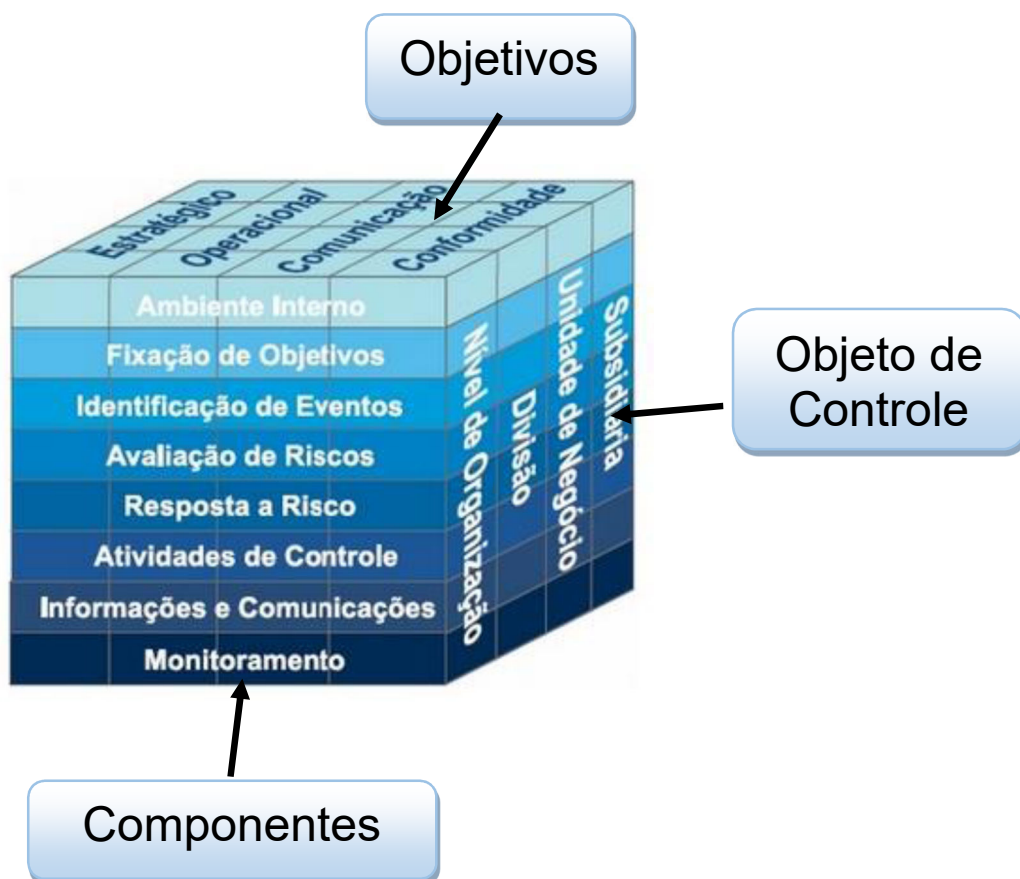 Objetivos
Estratégico
Operacional
Comunicação
Conformidade
Ambiente Interno
Fixação de Objetivos
Identificação de Eventos
Avaliação de Riscos
Resposta a Risco
Atividades de Controle
Informações e Comunicações
Monitoramento
Nível de Organização
Divisão
Unidade de Negócio
Subsidiaria
Objeto de
Controle
Componentes